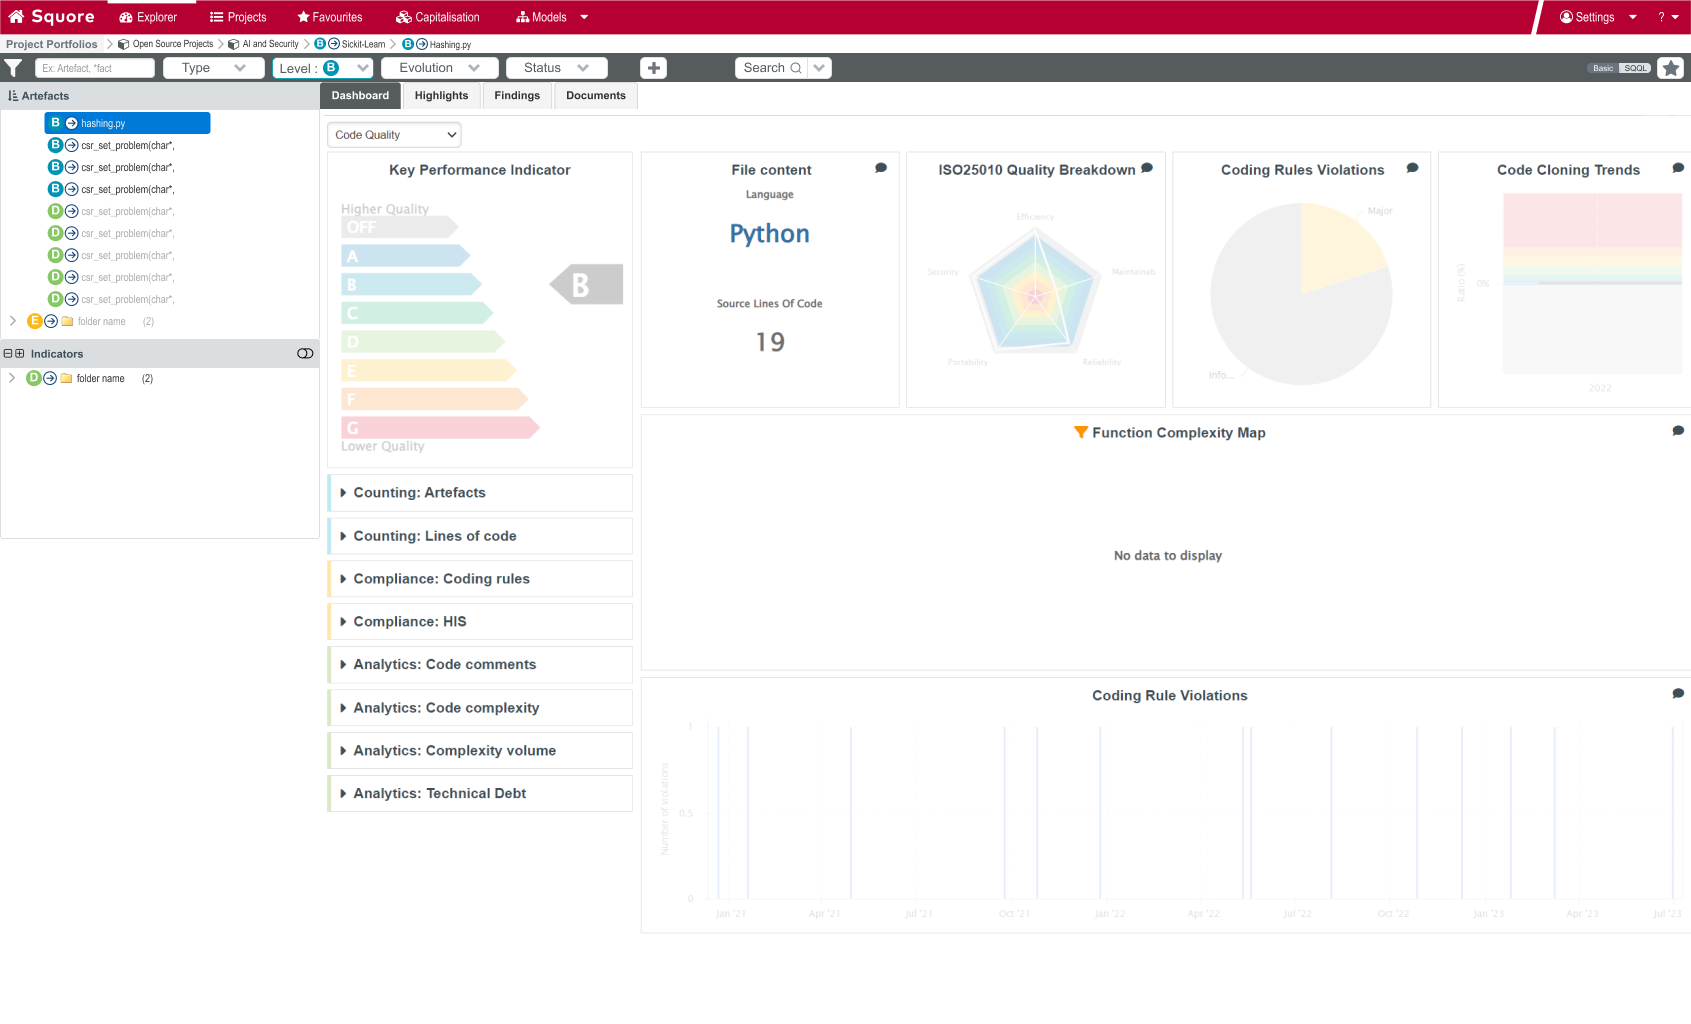 Squore
Explorer
Projects
Favourites
Capitalisation
Models
Settings
?
Project Portfolios
Open Source Projects
AI and Security
B
Sickit-Learn
B
Hashing.py
Ex: Artefact, *fact
Type
Level :
B
Evolution
Status
Search
Basic
SQQL
Artefacts
B hashing.py
B csr_set_problem(char*,
B csr_set_problem(char*,
B csr_set_problem(char*,
D csr_set_problem(char*,
D csr_set_problem(char*,
D csr_set_problem(char*,
D csr_set_problem(char*,
D csr_set_problem(char*,
E folder name (2)
Indicators
D folder name (2)
Dashboard
Highlights
Findings
Documents
Code Quality
Key Performance Indicator
Higher Quality
OFF
A
B
C
D
E
F
G
Lower Quality
B
File content
Language
Python
Source Lines Of Code
19
ISO25010 Quality Breakdown
Efficiency
Security
Maintainab
Portability
Reliability
Coding Rules Violations
Major
Info...
Code Cloning Trends
Ratio (%)
0%
2022
Function Complexity Map
No data to display
Counting: Artefacts
Counting: Lines of code
Compliance: Coding rules
Compliance: HIS
Analytics: Code comments
Analytics: Code complexity
Analytics: Complexity volume
Analytics: Technical Debt
Coding Rule Violations
Number of violations
1
0.5
0
Jan '21
Apr '21
Jul '21
Oct '21
Jan '22
Apr '22
Jul '22
Oct '22
Jan '23
Apr '23
Jul '23